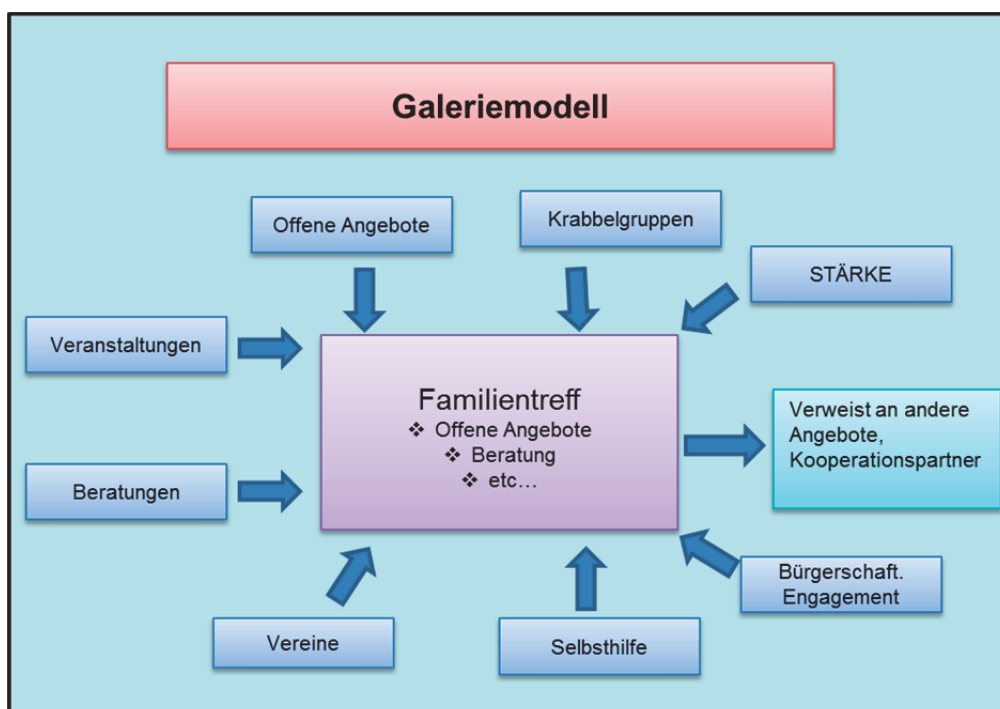 Galeriemodell
Offene Angebote
Krabbelgruppen
STÄRKE
Veranstaltungen
Familientreff
❖ Offene Angebote
❖ Beratung
❖ etc…
Verweist an andere
Angebote,
Kooperationspartner
Beratungen
Bürgerschaft.
Engagement
Vereine
Selbsthilfe